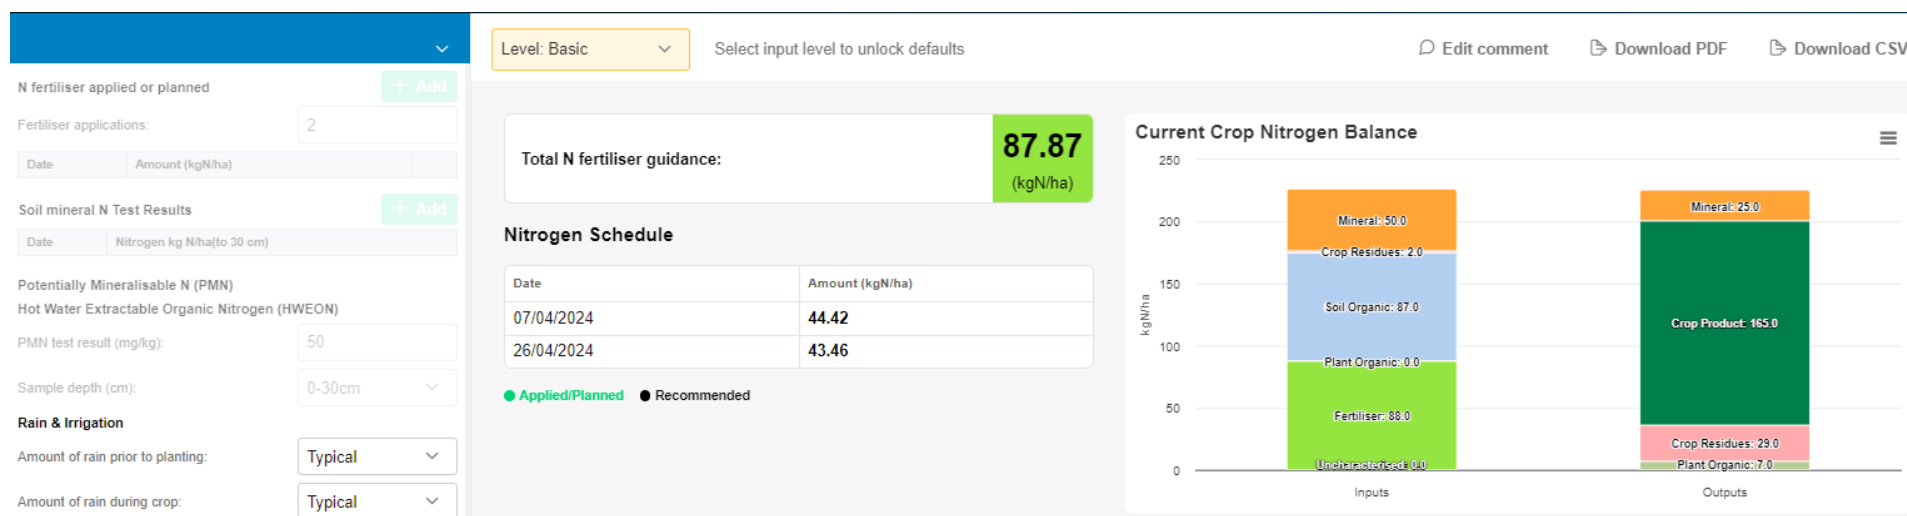 Level: Basic
Select input level to unlock defaults
Edit comment
Download PDF
Download CSV
N fertiliser applied or planned
+ Add
Fertiliser applications:
2
Date
Amount (kgN/ha)
Soil mineral N Test Results
+ Add
Date
Nitrogen kg N/ha(to 30 cm)
Potentially Mineralisable N (PMN)
Hot Water Extractable Organic Nitrogen (HWEON)
PMN test result (mg/kg):
50
Sample depth (cm):
0-30cm
Rain & Irrigation
Amount of rain prior to planting:
Typical
Amount of rain during crop:
Typical
Total N fertiliser guidance:
87.87
(kgN/ha)
Nitrogen Schedule
Date
Amount (kgN/ha)
07/04/2024
44.42
26/04/2024
43.46
Applied/Planned
Recommended
Current Crop Nitrogen Balance
250
200
150
100
50
0
kgN/ha
Mineral: 50.0
Crop Residues: 2.0
Soil Organic: 87.0
Plant Organic: 0.0
Fertiliser: 88.0
Uncharacterised: 0.0
Inputs
Mineral: 25.0
Crop Product: 165.0
Crop Residues: 29.0
Plant Organic: 7.0
Outputs